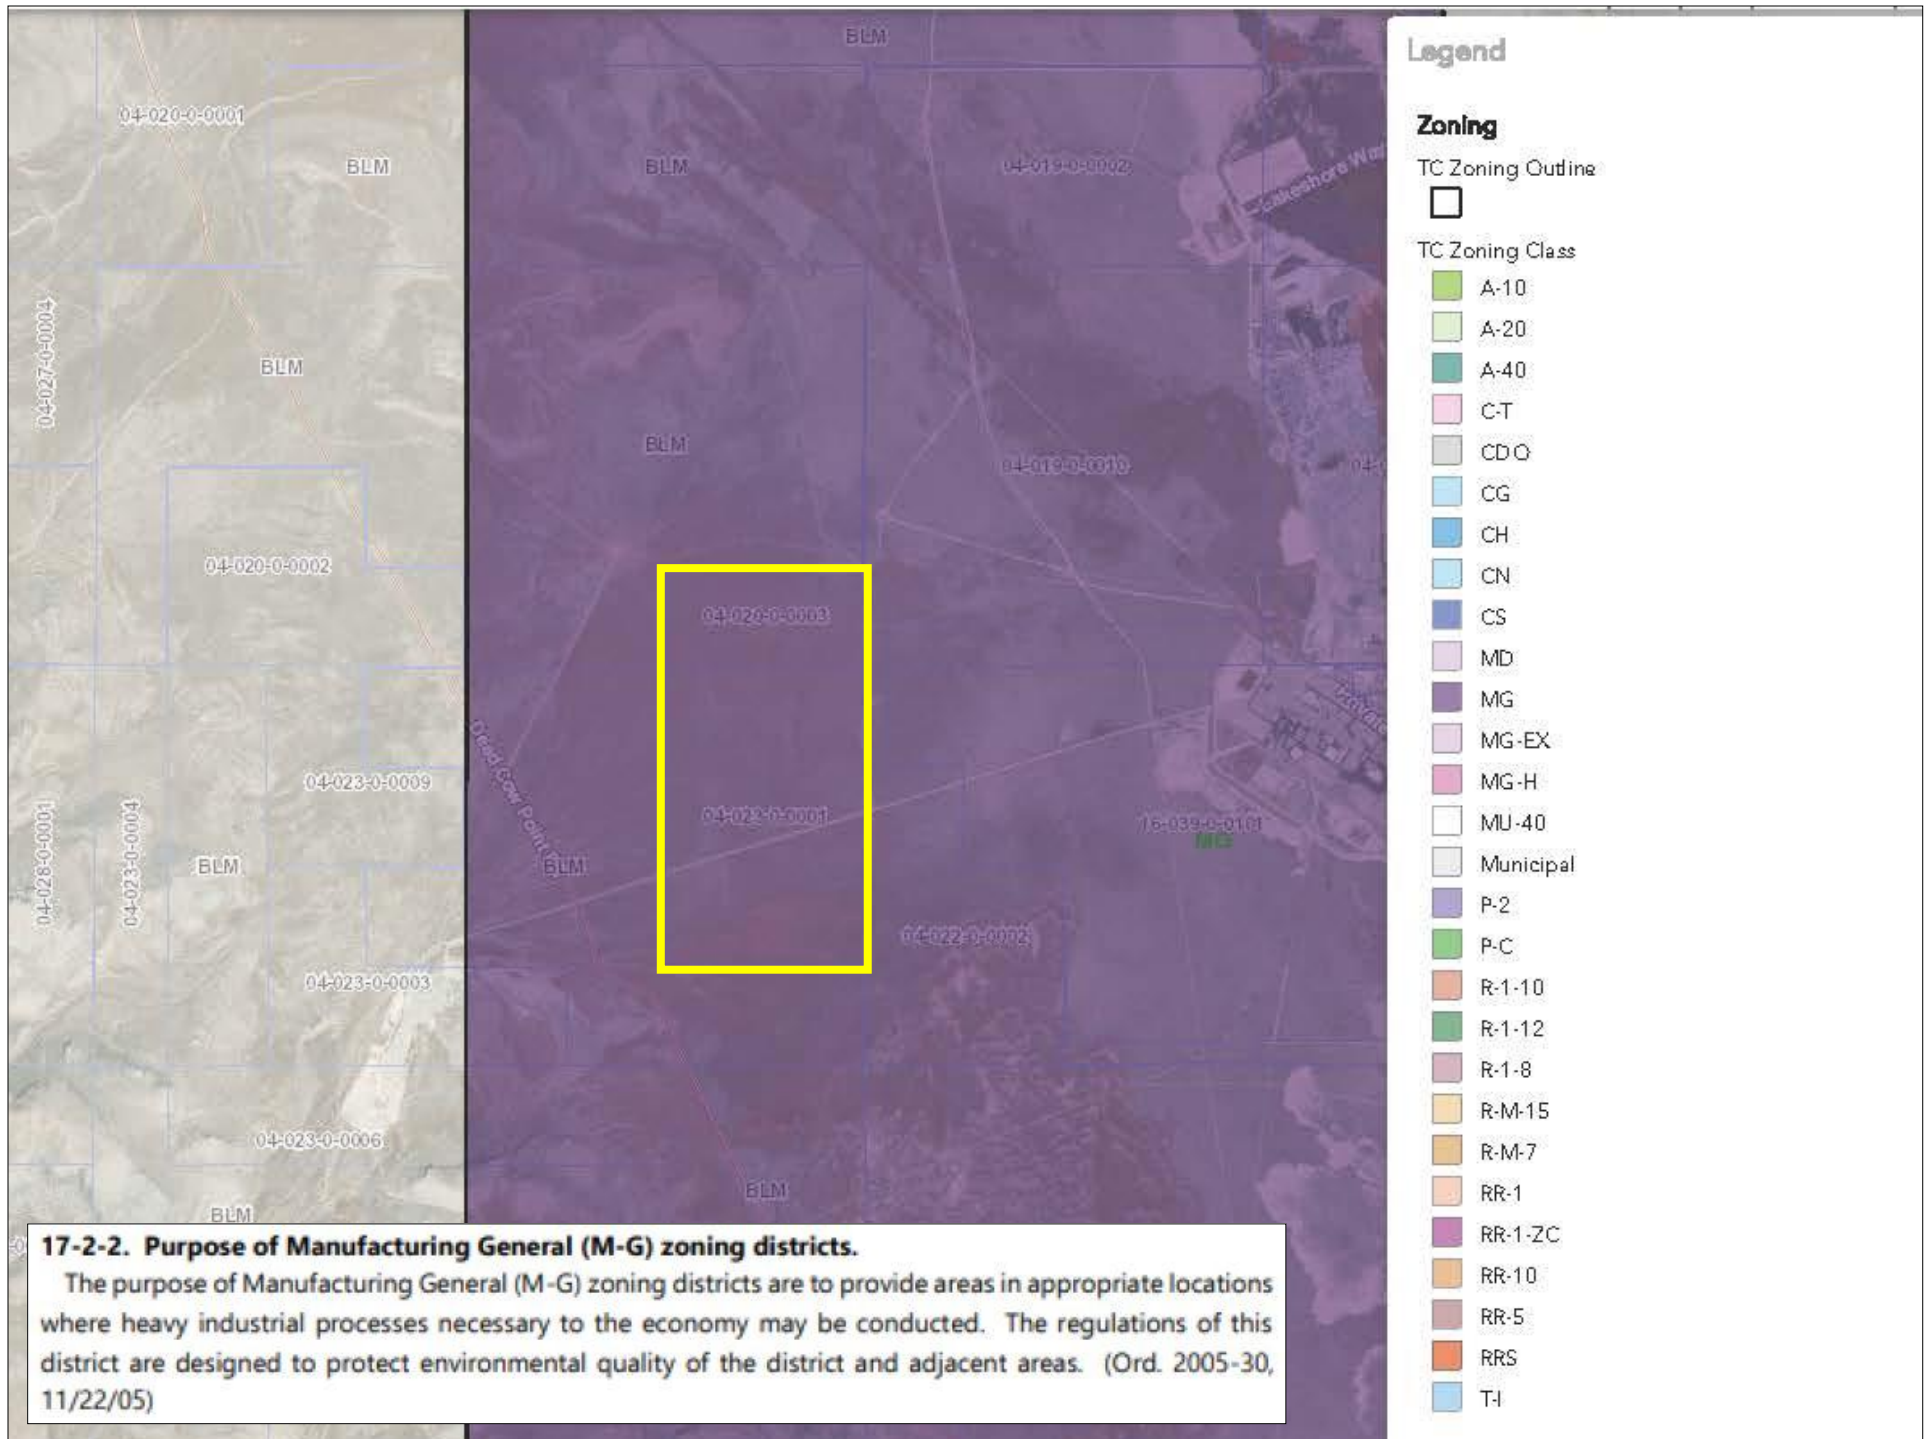 BLM
04-020-0-0001
BLM
BLM
04-019-0-0002
Lakeshore Way
04-027-0-0004
BLM
BLM
04-019-0-0010
04-0
04-020-0-0002
04-020-0-0003
Dead Cow Point
04-023-0-0009
04-023-0-0001
16-039-0-0101
MG
04-028-0-0001
04-023-0-0004
BLM
BLM
04-022-0-0002
04-023-0-0003
04-023-0-0006
BLM
BLM
17-2-2. Purpose of Manufacturing General (M-G) zoning districts.
The purpose of Manufacturing General (M-G) zoning districts are to provide areas in appropriate locations
where heavy industrial processes necessary to the economy may be conducted. The regulations of this
district are designed to protect environmental quality of the district and adjacent areas. (Ord. 2005-30,
11/22/05)
Legend
Zoning
TC Zoning Outline
TC Zoning Class
A-10
A-20
A-40
C-T
CDO
CG
CH
CN
CS
MD
MG
MG-EX
MG-H
MU-40
Municipal
P-2
P-C
R-1-10
R-1-12
R-1-8
R-M-15
R-M-7
RR-1
RR-1-ZC
RR-10
RR-5
RRS
T-I